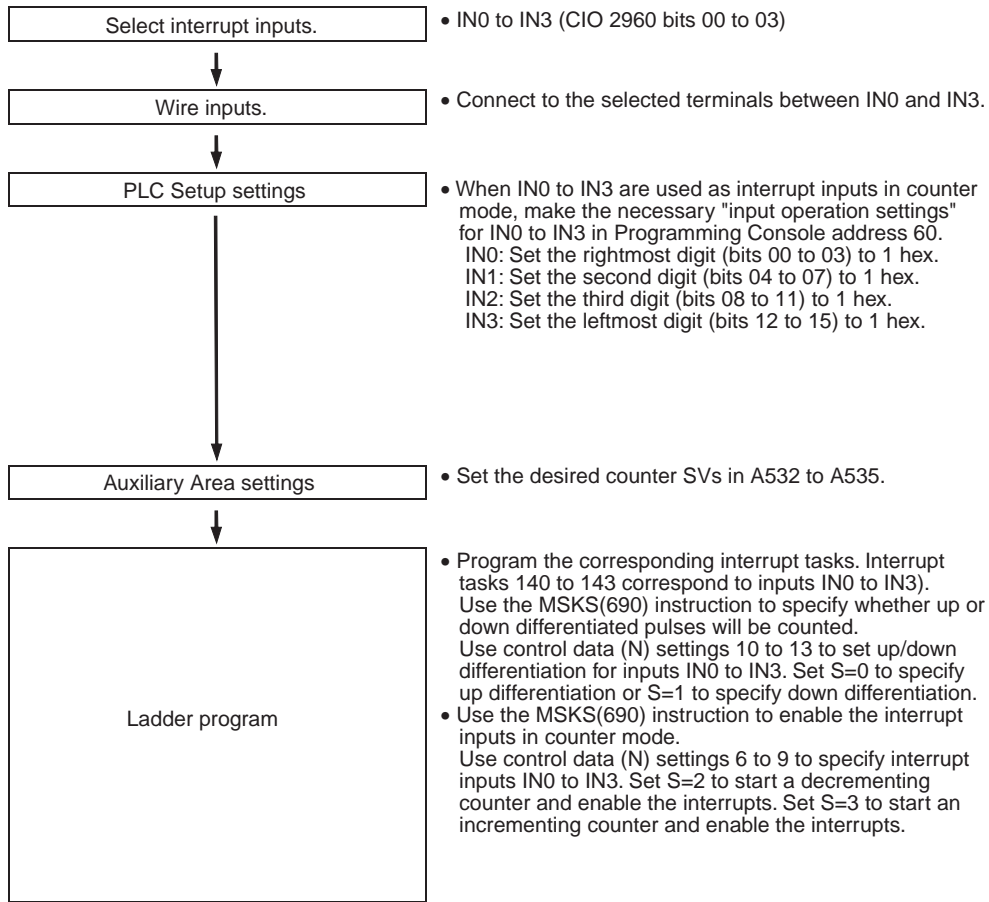 Select interrupt inputs.
• IN0 to IN3 (CIO 2960 bits 00 to 03)
Wire inputs.
• Connect to the selected terminals between IN0 and IN3.
PLC Setup settings
• When IN0 to IN3 are used as interrupt inputs in counter
mode, make the necessary "input operation settings"
for IN0 to IN3 in Programming Console address 60.
IN0: Set the rightmost digit (bits 00 to 03) to 1 hex.
IN1: Set the second digit (bits 04 to 07) to 1 hex.
IN2: Set the third digit (bits 08 to 11) to 1 hex.
IN3: Set the leftmost digit (bits 12 to 15) to 1 hex.
Auxiliary Area settings
• Set the desired counter SVs in A532 to A535.
Ladder program
• Program the corresponding interrupt tasks. Interrupt
tasks 140 to 143 correspond to inputs IN0 to IN3).
Use the MSKS(690) instruction to specify whether up or
down differentiated pulses will be counted.
Use control data (N) settings 10 to 13 to set up/down
differentiation for inputs IN0 to IN3. Set S=0 to specify
up differentiation or S=1 to specify down differentiation.
• Use the MSKS(690) instruction to enable the interrupt
inputs in counter mode.
Use control data (N) settings 6 to 9 to specify interrupt
inputs IN0 to IN3. Set S=2 to start a decrementing
counter and enable the interrupts. Set S=3 to start an
incrementing counter and enable the interrupts.